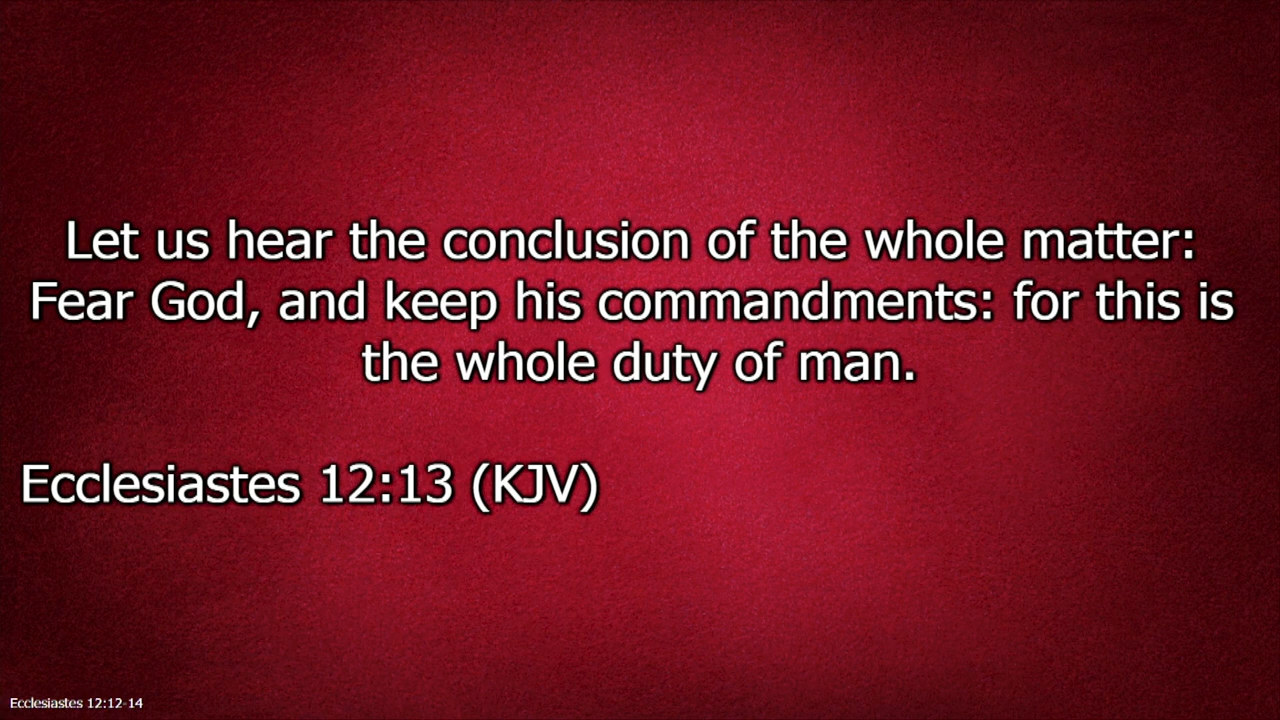 Let us hear the conclusion of the whole matter:
Fear God, and keep his commandments: for this is
the whole duty of man.
Ecclesiastes 12:13 (KJV)
Ecclesiastes 12:12-14